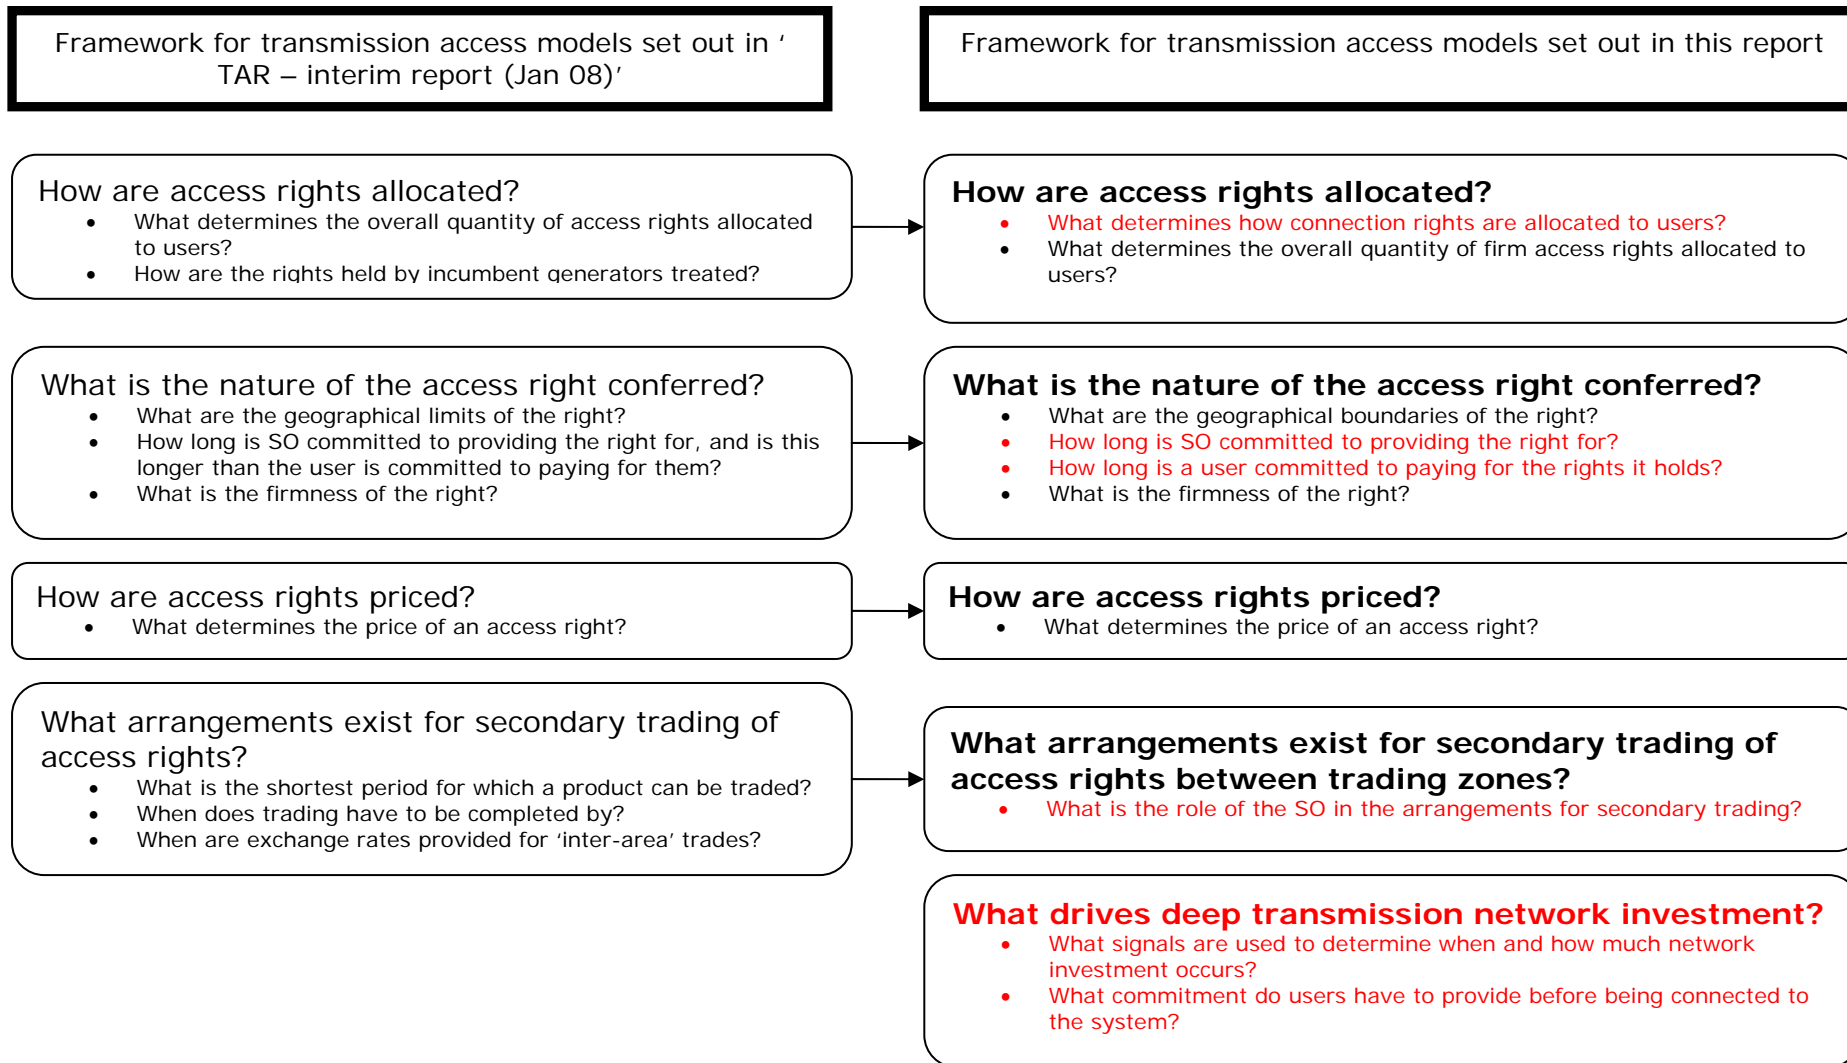 Framework for transmission access models set out in ‘
TAR – interim report (Jan 08)’
Framework for transmission access models set out in this report
How are access rights allocated?
• What determines the overall quantity of access rights allocated
to users?
• How are the rights held by incumbent generators treated?
How are access rights allocated?
• What determines how connection rights are allocated to users?
• What determines the overall quantity of firm access rights allocated to
users?
What is the nature of the access right conferred?
• What are the geographical limits of the right?
• How long is SO committed to providing the right for, and is this
longer than the user is committed to paying for them?
• What is the firmness of the right?
What is the nature of the access right conferred?
• What are the geographical boundaries of the right?
• How long is SO committed to providing the right for?
• How long is a user committed to paying for the rights it holds?
• What is the firmness of the right?
How are access rights priced?
• What determines the price of an access right?
How are access rights priced?
• What determines the price of an access right?
What arrangements exist for secondary trading of
access rights?
• What is the shortest period for which a product can be traded?
• When does trading have to be completed by?
• When are exchange rates provided for ‘inter-area’ trades?
What arrangements exist for secondary trading of
access rights between trading zones?
• What is the role of the SO in the arrangements for secondary trading?
What drives deep transmission network investment?
• What signals are used to determine when and how much network
investment occurs?
• What commitment do users have to provide before being connected to
the system?